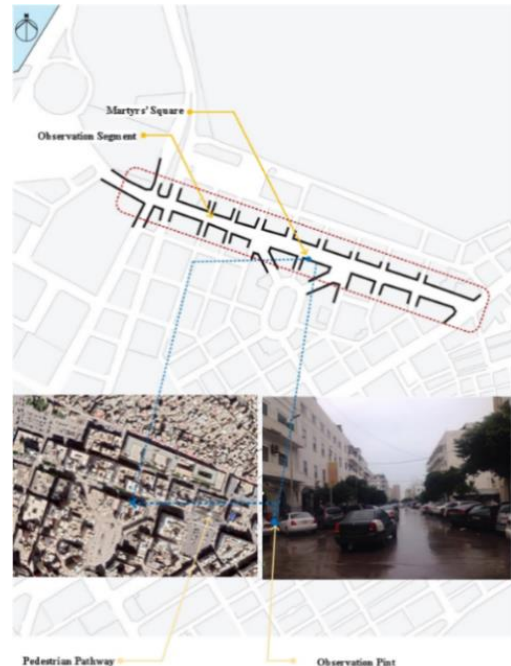 Martyrs' Square
Observation Segment
Pedestrian Pathway
Observation Pint